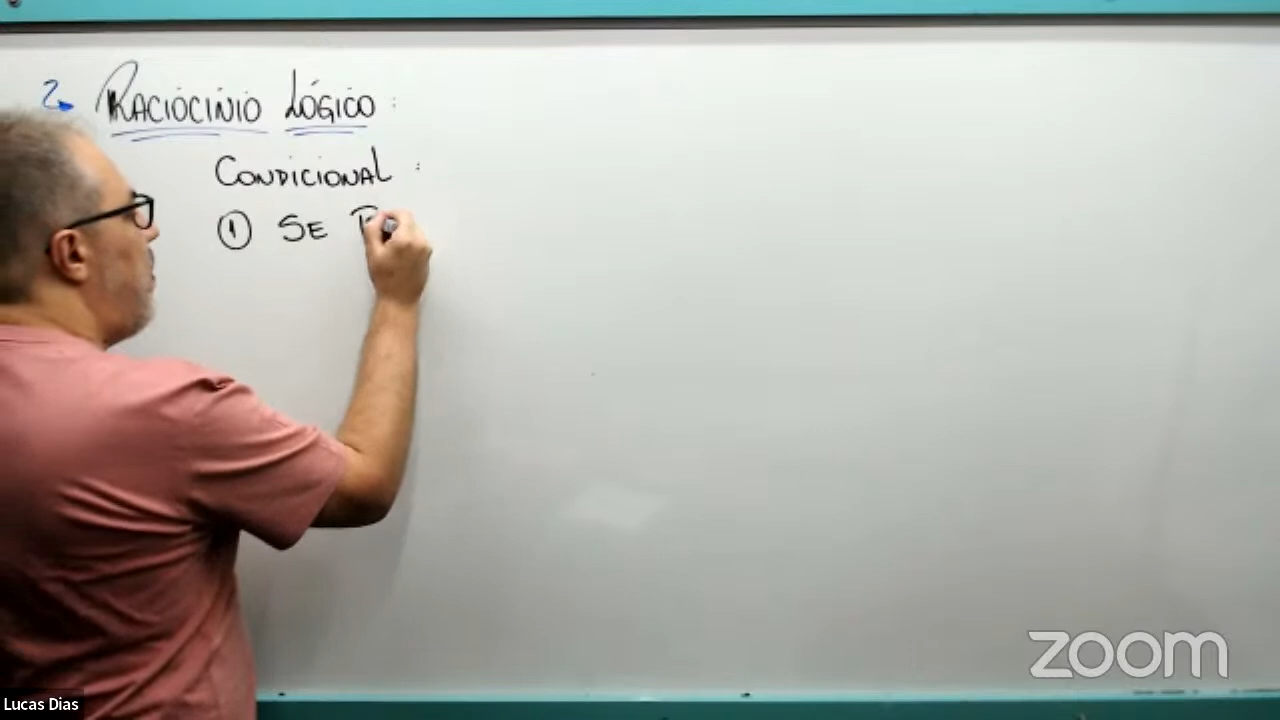 2 RACIOCÍNIO LÓGICO :
CONDICIONAL :
① SE P
zoom
Lucas Dias